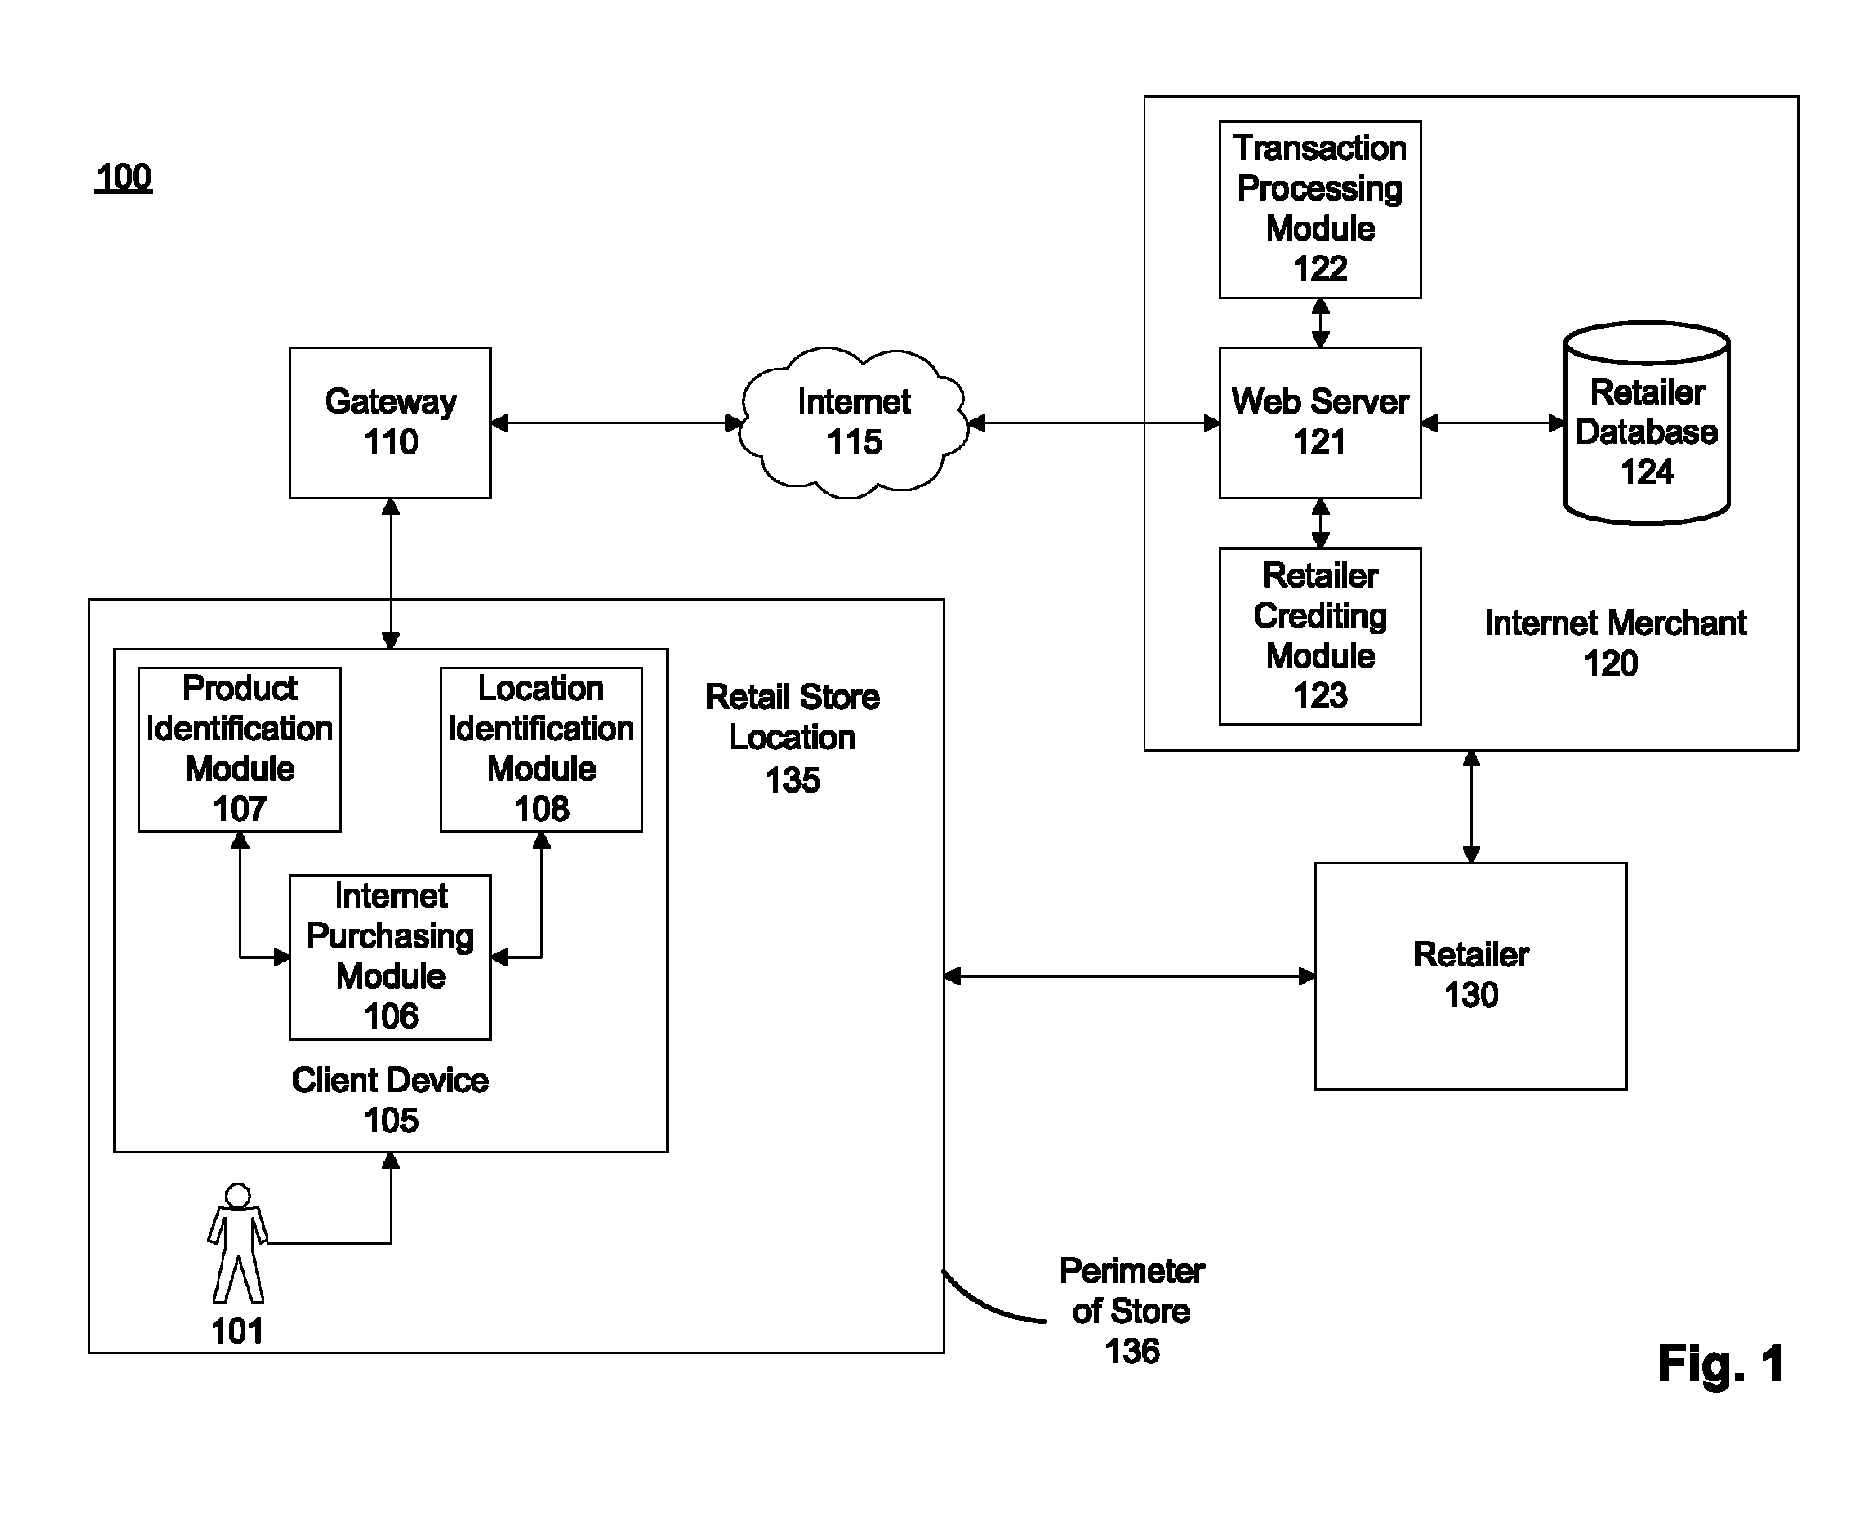 100
Transaction
Processing
Module
122
Gateway
110
Internet
115
Web Server
121
Retailer
Database
124
Retailer
Crediting
Module
123
Internet Merchant
120
Product
Identification
Module
107
Location
Identification
Module
108
Retail Store
Location
135
Internet
Purchasing
Module
106
Client Device
105
Retailer
130
101
Perimeter
of Store
136
Fig. 1